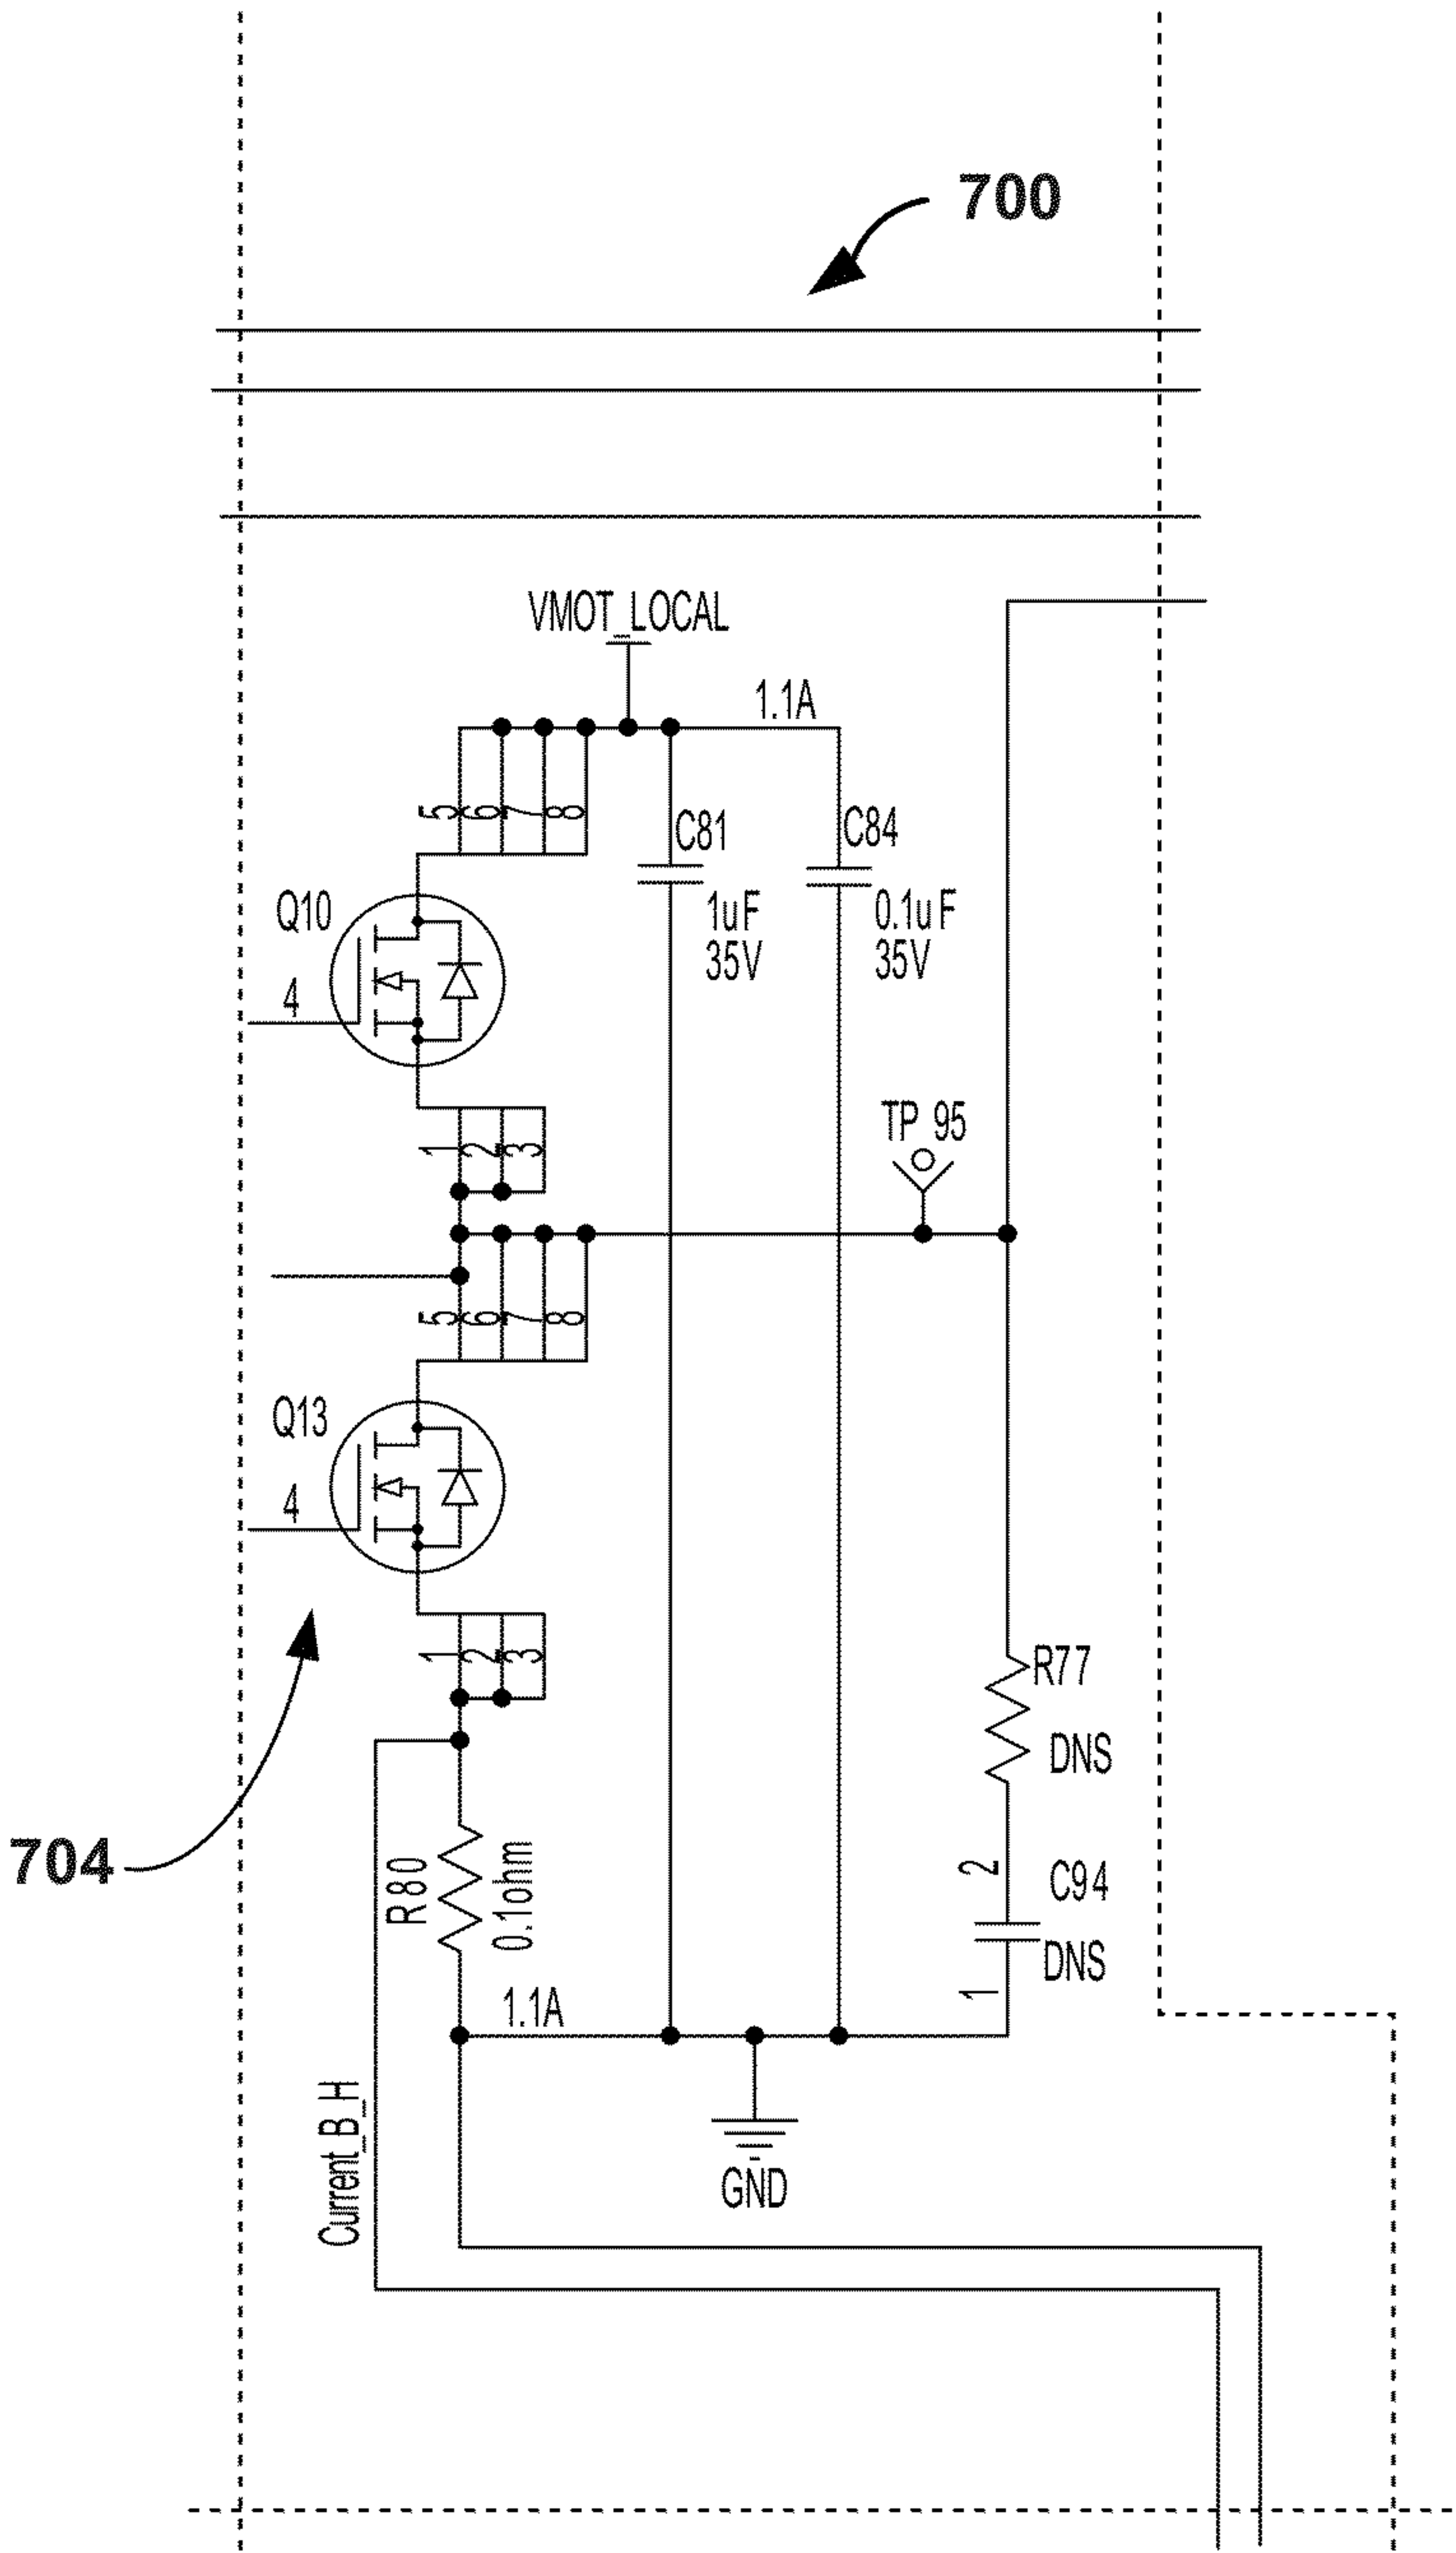 700
VMOT_LOCAL
1.1A
5
6
7
8
C81
1uF
35V
C84
0.1uF
35V
Q10
4
1
2
3
TP 95
5
6
7
8
Q13
4
1
2
3
R77
DNS
704
R80
0.1ohm
2
C94
DNS
1
1.1A
Current_B_H
GND